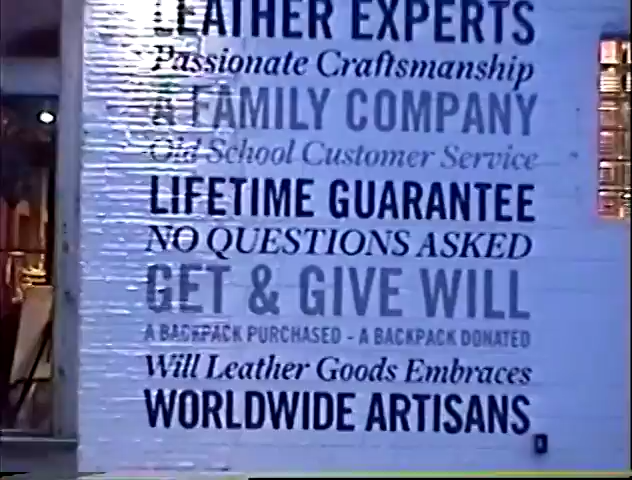 LEATHER EXPERTS
Passionate Craftsmanship
A FAMILY COMPANY
Old School Customer Service
LIFETIME GUARANTEE
NO QUESTIONS ASKED
GET & GIVE WILL
A BACKPACK PURCHASED - A BACKPACK DONATED
Will Leather Goods Embraces
WORLDWIDE ARTISANS